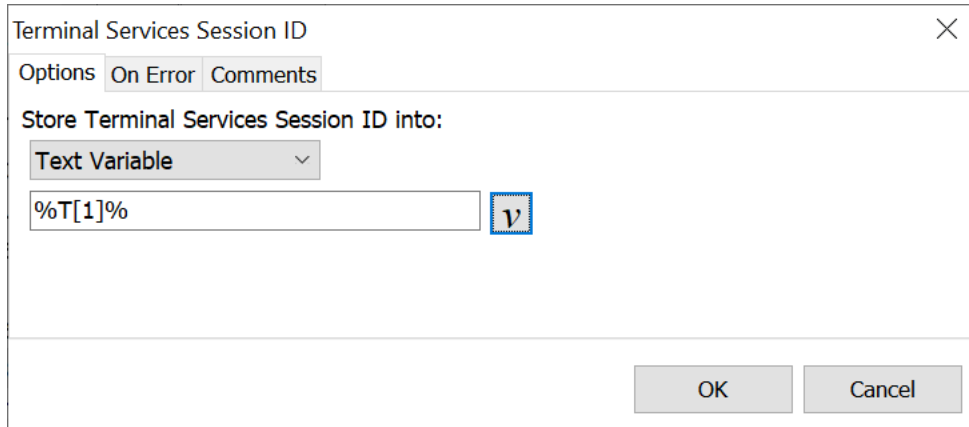 Terminal Services Session ID
Options On Error Comments
Store Terminal Services Session ID into:
Text Variable
%T[1]%
v
OK Cancel